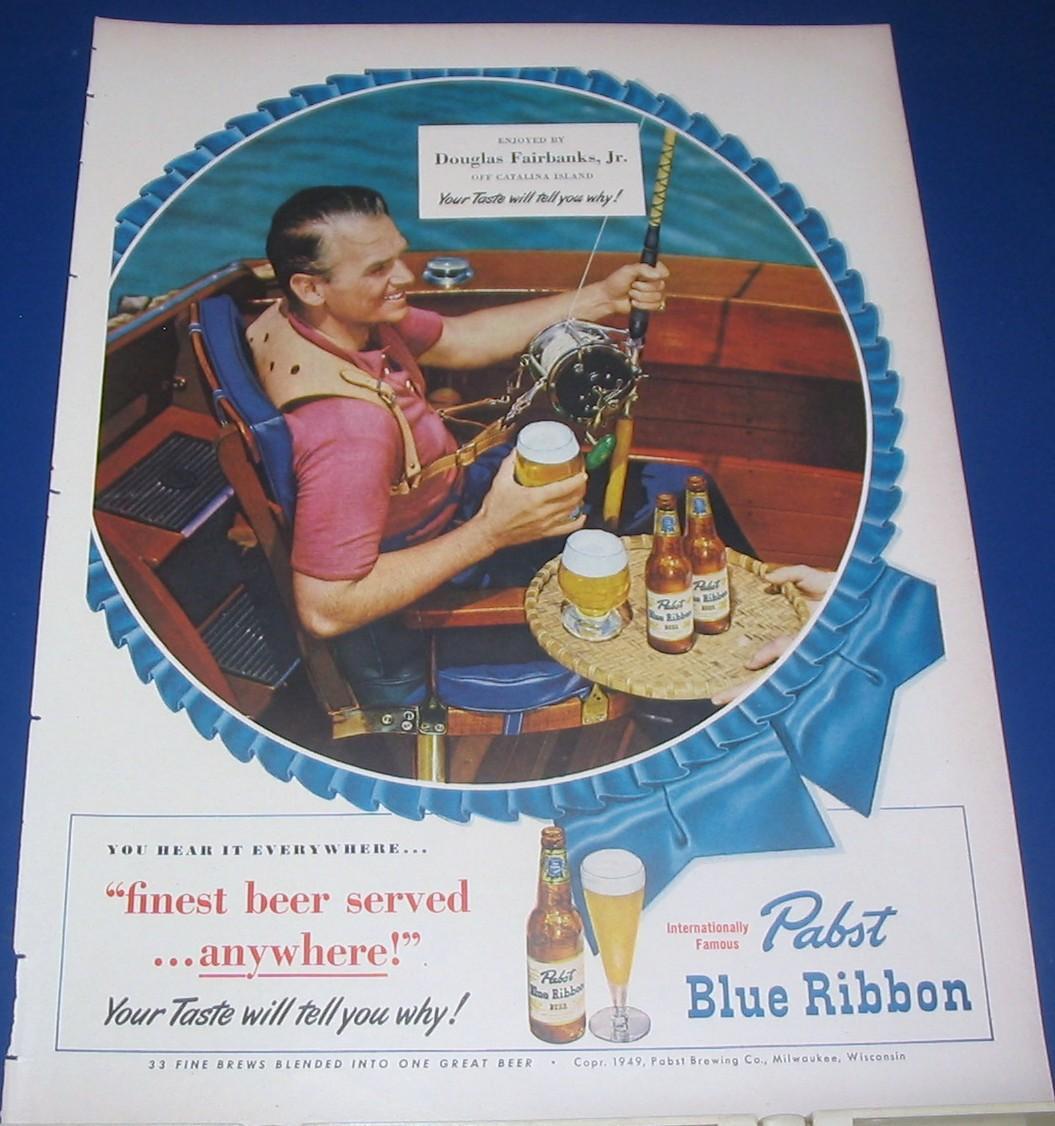 ENJOYED BY
Douglas Fairbanks, Jr.
OFF CATALINA ISLAND
Your Taste will tell you why!
Pabst
Blue Ribbon
BEER
Pabst
Blue Ribbon
BEER
YOU HEAR IT EVERYWHERE...
“finest beer served
...anywhere!”
Your Taste will tell you why!
Pabst
Blue Ribbon
BEER
Internationally
Famous
Pabst
Blue Ribbon
33 FINE BREWS BLENDED INTO ONE GREAT BEER • Copr. 1949, Pabst Brewing Co., Milwaukee, Wisconsin